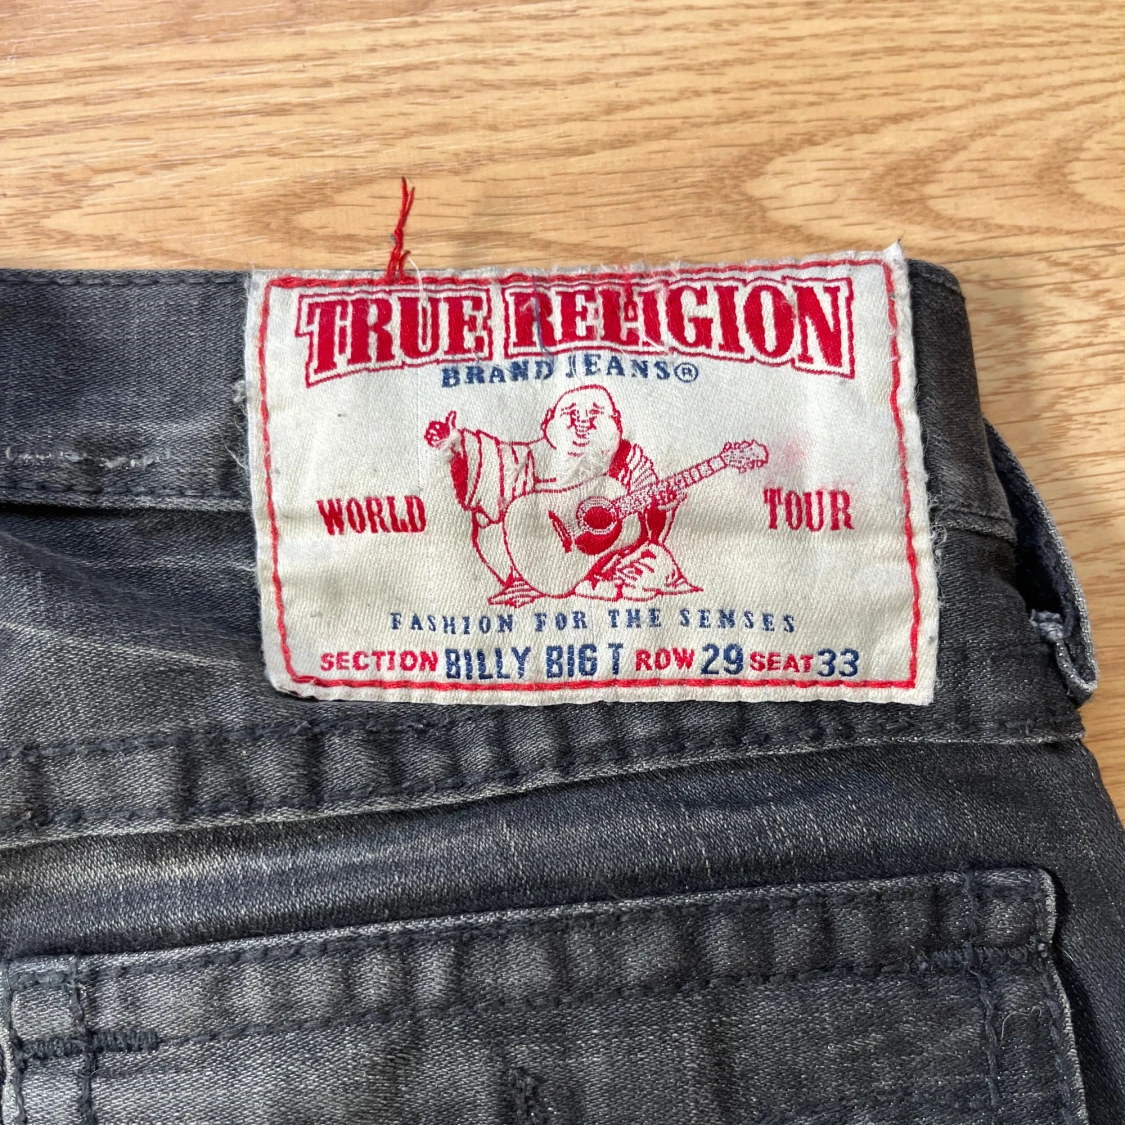 TRUE RELIGION
BRAND JEANS®
WORLD TOUR
FASHION FOR THE SENSES
SECTION BILLY BIG T ROW 29 SEAT 33